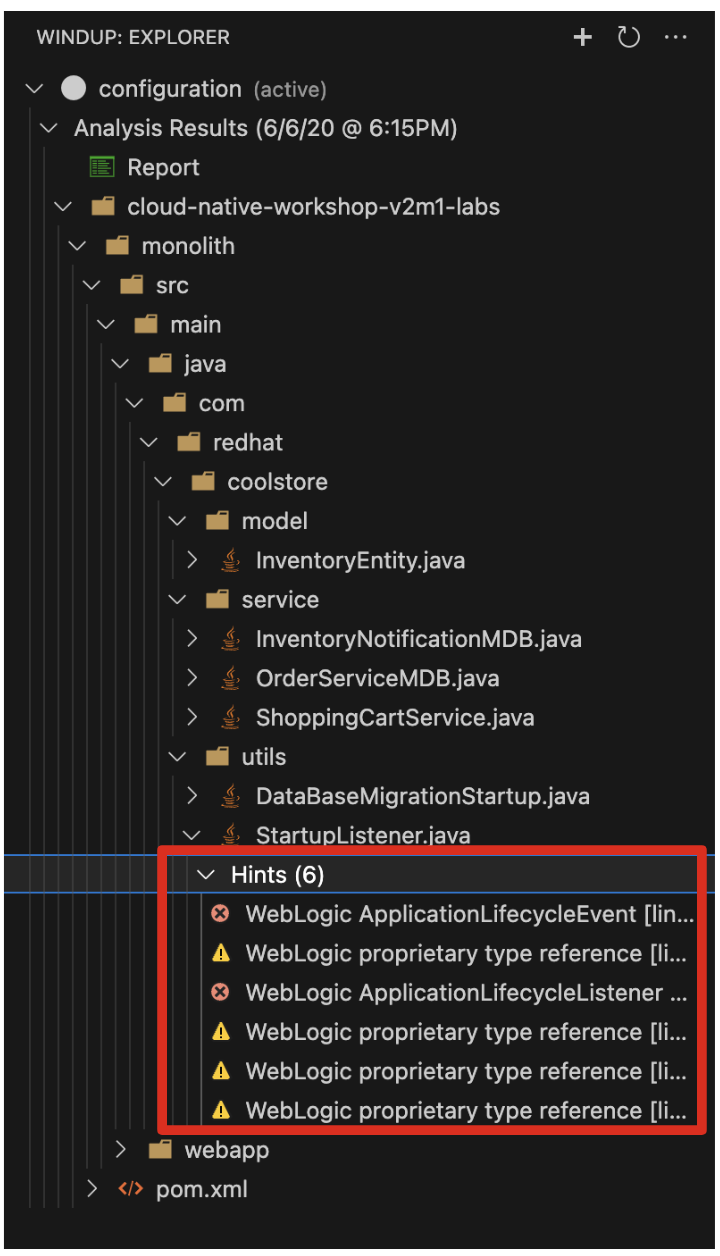 WINDUP: EXPLORER
configuration (active)
Analysis Results (6/6/20 @ 6:15PM)
Report
cloud-native-workshop-v2m1-labs
monolith
src
main
java
com
redhat
coolstore
model
InventoryEntity.java
service
InventoryNotificationMDB.java
OrderServiceMDB.java
ShoppingCartService.java
utils
DataBaseMigrationStartup.java
StartupListener.java
Hints (6)
WebLogic ApplicationLifecycleEvent [lin...
WebLogic proprietary type reference [li...
WebLogic ApplicationLifecycleListener ...
WebLogic proprietary type reference [li...
WebLogic proprietary type reference [li...
WebLogic proprietary type reference [li...
webapp
pom.xml